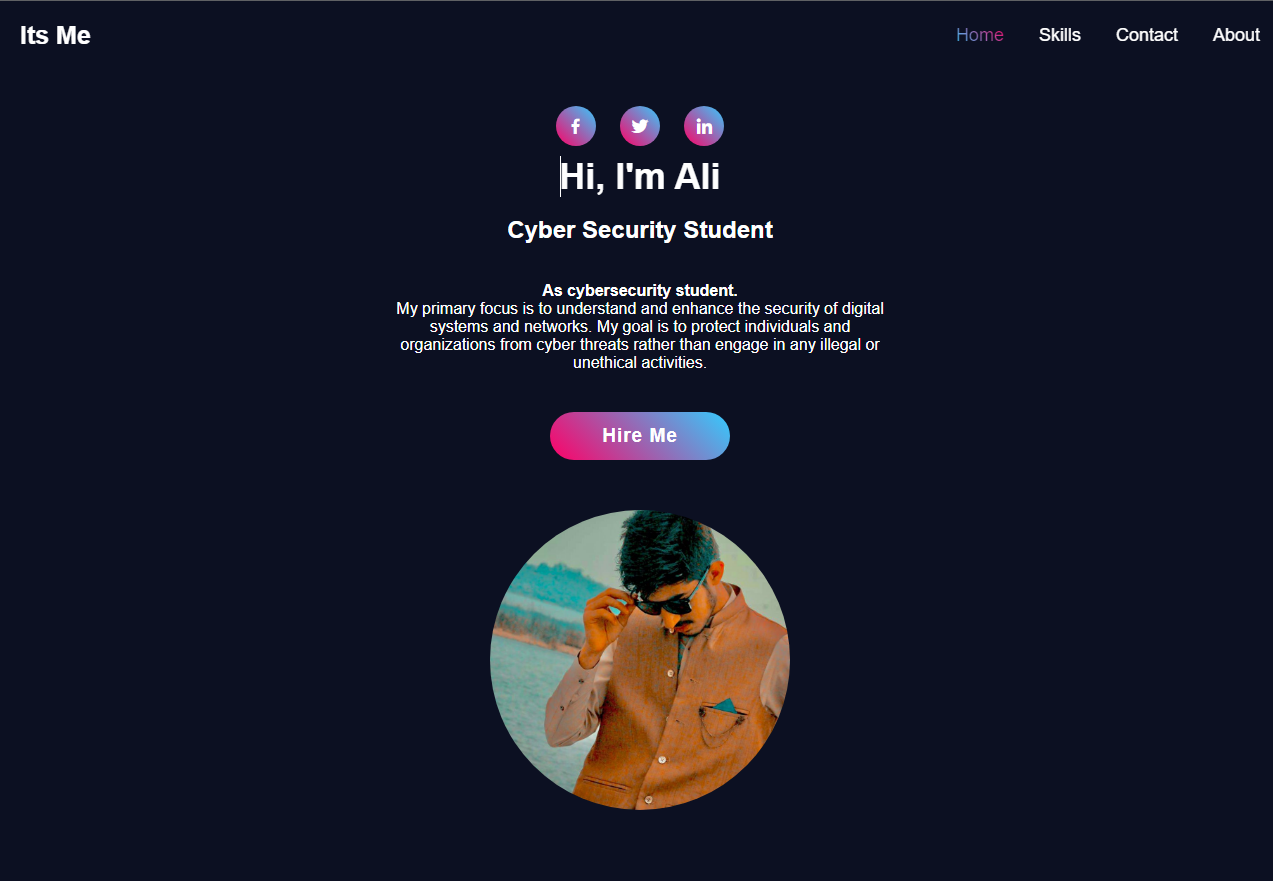 Its Me
Home Skills Contact About
Hi, I'm Ali
Cyber Security Student
As cybersecurity student.
My primary focus is to understand and enhance the security of digital
systems and networks. My goal is to protect individuals and
organizations from cyber threats rather than engage in any illegal or
unethical activities.
Hire Me